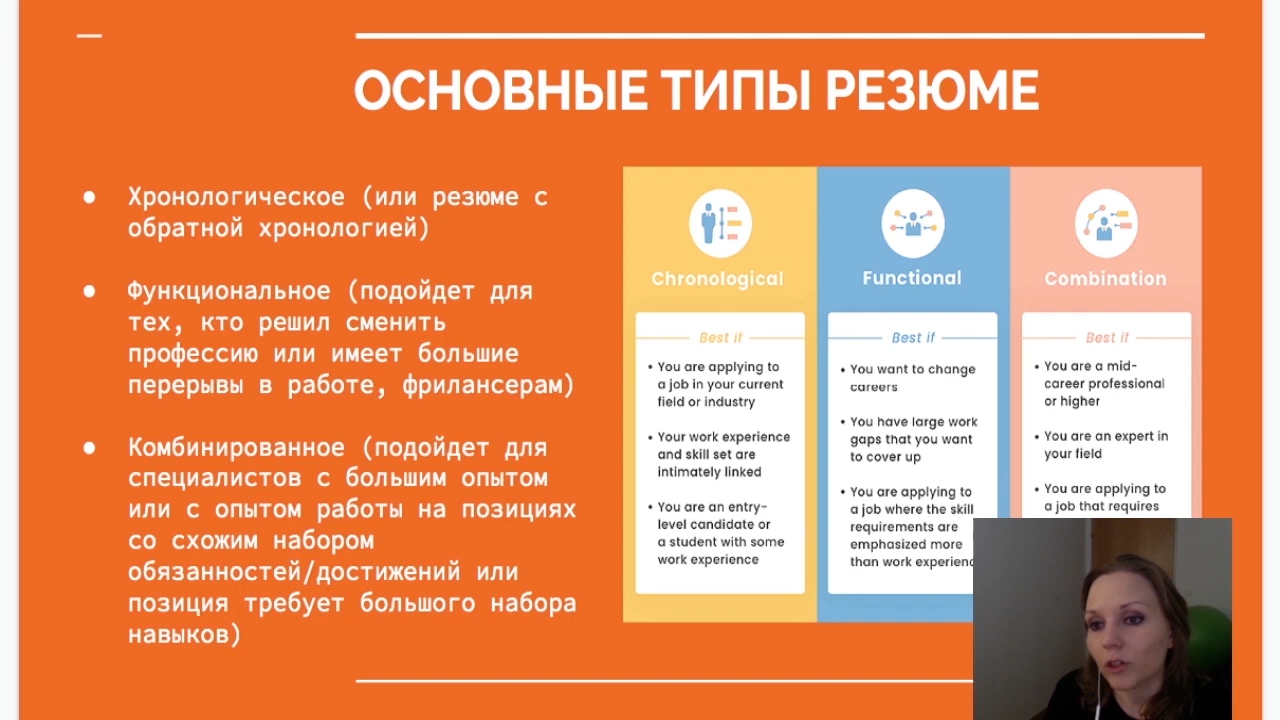 ОСНОВНЫЕ ТИПЫ РЕЗЮМЕ
● Хронологическое (или резюме с
обратной хронологией)
● Функциональное (подойдет для
тех, кто решил сменить
профессию или имеет большие
перерывы в работе, фрилансерам)
● Комбинированное (подойдет для
специалистов с большим опытом
или с опытом работы на позициях
со схожим набором
обязанностей/достижений или
позиция требует большого набора
навыков)
Chronological
Best if
• You are applying to
a job in your current
field or industry
• Your work experience
and skill set are
intimately linked
• You are an entry-
level candidate or
a student with some
work experience
Functional
Best if
• You want to change
careers
• You have large work
gaps that you want
to cover up
• You are applying to
a job where the skill
requirements are
emphasized more
than work
Combination
Best if
• You are a mid-
career professional
or higher
• You are an expert in
your field
• You are applying to
a job that requires